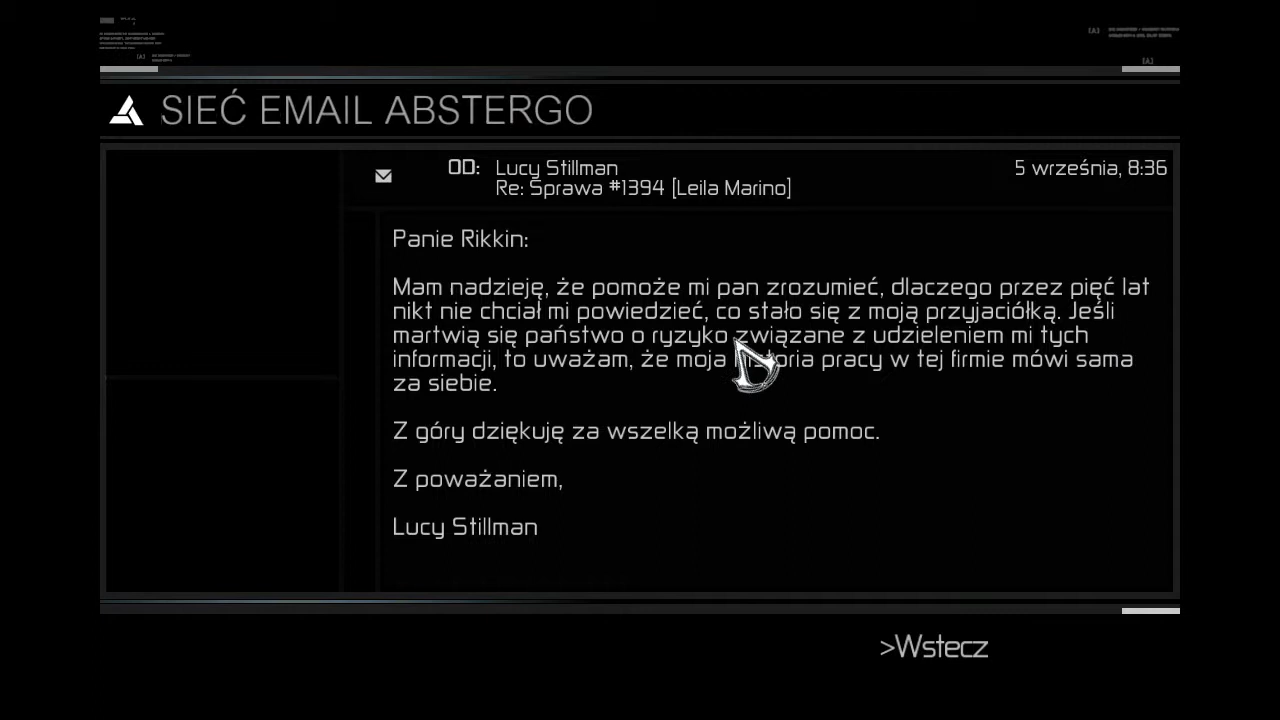 SIEĆ EMAIL ABSTERGO
OD: Lucy Stillman
5 września, 8:36
Re: Sprawa #1394 [Leila Marino]
Panie Rikkin:
Mam nadzieję, że pomoże mi pan zrozumieć, dlaczego przez pięć lat
nikt nie chciał mi powiedzieć, co stało się z moją przyjaciółką. Jeśli
martwią się państwo o ryzyko związane z udzieleniem mi tych
informacji, to uważam, że moja historia pracy w tej firmie mówi sama
za siebie.
Z góry dziękuję za wszelką możliwą pomoc.
Z poważaniem,
Lucy Stillman
>Wstecz